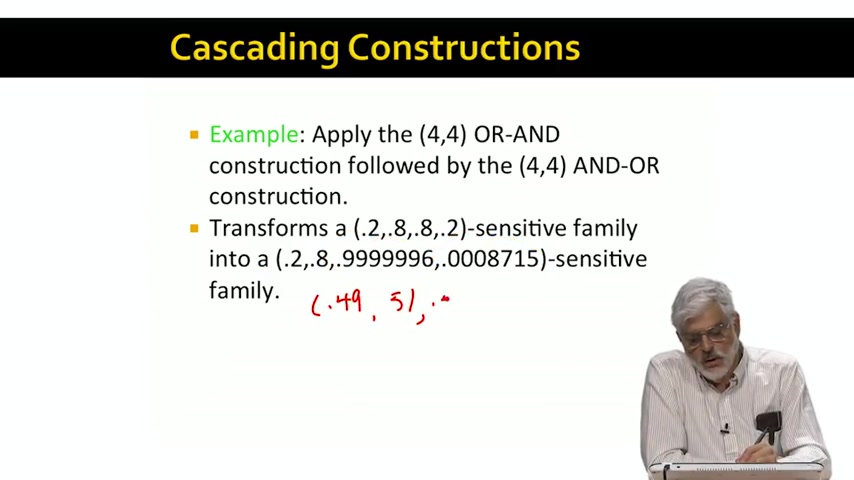 Cascading Constructions
Example: Apply the (4,4) OR-AND
construction followed by the (4,4) AND-OR
construction.
Transforms a (.2,.8,.8,.2)-sensitive family
into a (.2,.8,.9999996,.0008715)-sensitive
family.
(.49, 51, .